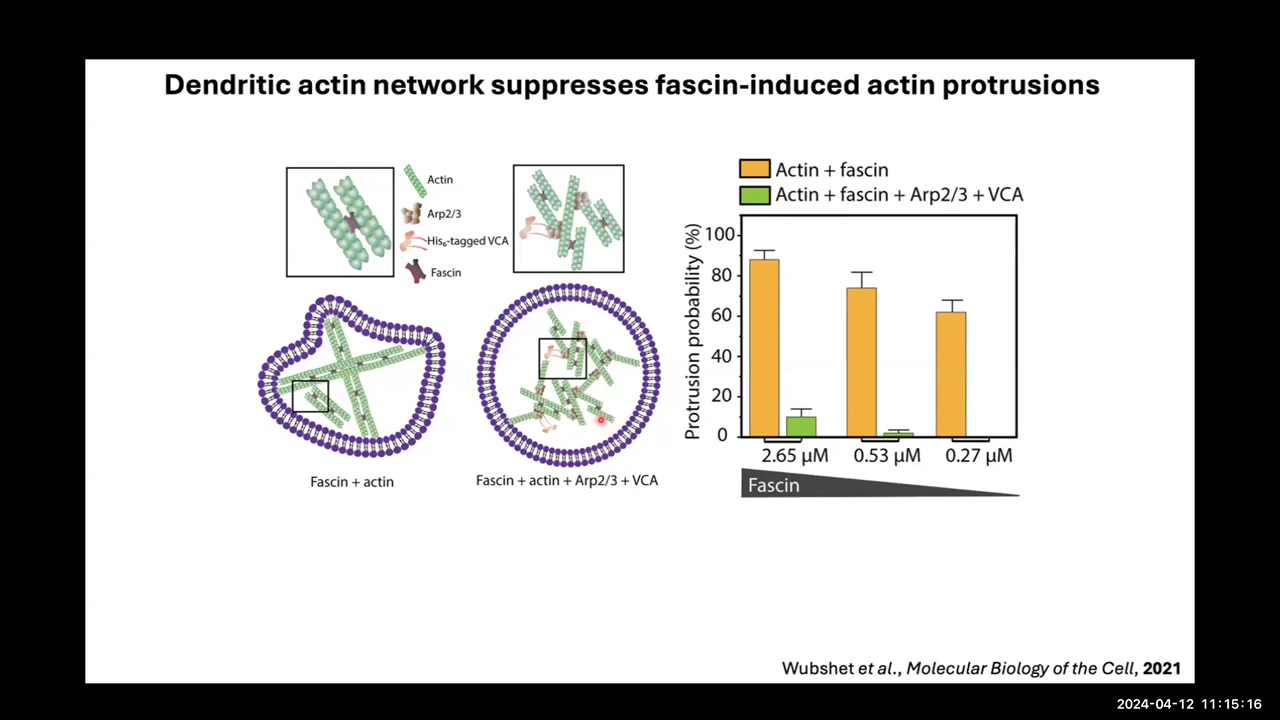 Dendritic actin network suppresses fascin-induced actin protrusions
Actin
Arp2/3
His₆-tagged VCA
Fascin
Fascin + actin
Fascin + actin + Arp2/3 + VCA
Actin + fascin
Actin + fascin + Arp2/3 + VCA
Protrusion probability (%)
100
80
60
40
20
0
2.65 µM
0.53 µM
0.27 µM
Fascin
Wubshet et al., Molecular Biology of the Cell, 2021
2024-04-12 11:15:16